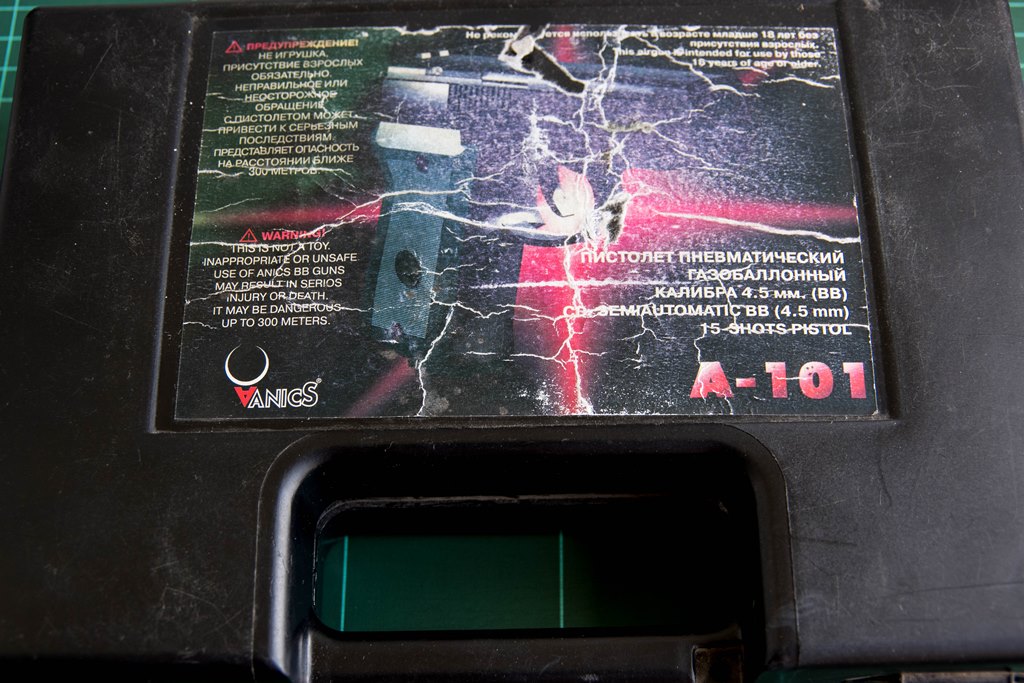 ПРЕДУПРЕЖДЕНИЕ!
НЕ ИГРУШКА.
ПРИСУТСТВИЕ ВЗРОСЛЫХ
ОБЯЗАТЕЛЬНО.
НЕПРАВИЛЬНОЕ ИЛИ
НЕОСТОРОЖНОЕ
ОБРАЩЕНИЕ
С ПИСТОЛЕТОМ МОЖЕТ
ПРИВЕСТИ К СЕРЬЕЗНЫМ
ПОСЛЕДСТВИЯМ.
ПРЕДСТАВЛЯЕТ ОПАСНОСТЬ
НА РАССТОЯНИИ БЛИЖЕ
300 МЕТРОВ.
Не использовать в возрасте младше 18 лет без
присутствия взрослых.
This airgun is intended for use by those
18 years of age or older.
WARNING!
THIS IS NOT A TOY.
INAPPROPRIATE OR UNSAFE
USE OF ANICS BB GUNS
MAY RESULT IN SERIOS
INJURY OR DEATH.
IT MAY BE DANGEROUS
UP TO 300 METERS.
ПИСТОЛЕТ ПНЕВМАТИЧЕСКИЙ
ГАЗОБАЛЛОННЫЙ
КАЛИБРА 4.5 мм. (BB)
SEMIAUTOMATIC BB (4.5 mm)
15-SHOTS PISTOL
A-101
ANICS®